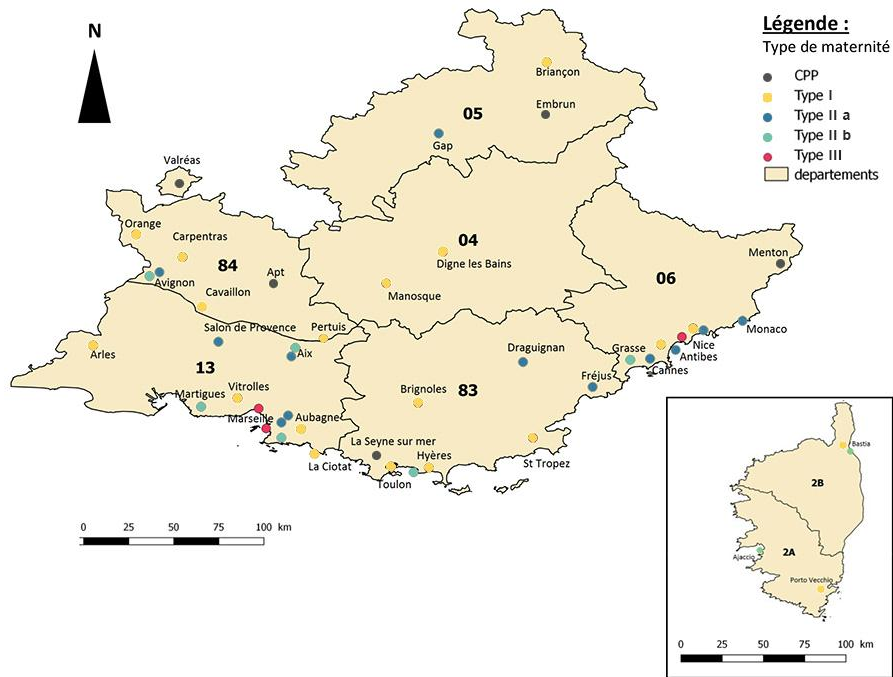 N
Légende :
Type de maternité
CPP
Type I
Type II a
Type II b
Type III
departements
Briançon
Embrun
05
Gap
Valréas
Orange
Carpentras
84
Avignon
Apt
Cavaillon
04
Digne les Bains
Manosque
06
Menton
Monaco
Nice
Antibes
Cannes
Grasse
Salon de Provence
Pertuis
Arles
13
Aix
Martigues
Vitrolles
Marseille
Aubagne
La Ciotat
Draguignan
Fréjus
Brignoles
83
La Seyne sur mer
Hyères
Toulon
St Tropez
0 25 50 75 100 km
Bastia
2B
2A
Ajaccio
Porto Vecchio
0 25 50 75 100 km